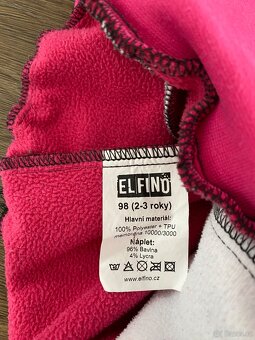 ELFINO
98 (2-3 roky)
Hlavní materiál:
100% Polyester + TPU
membrána 10000/3000
Náplet:
96% Bavlna
4% Lycra
www.elfino.cz